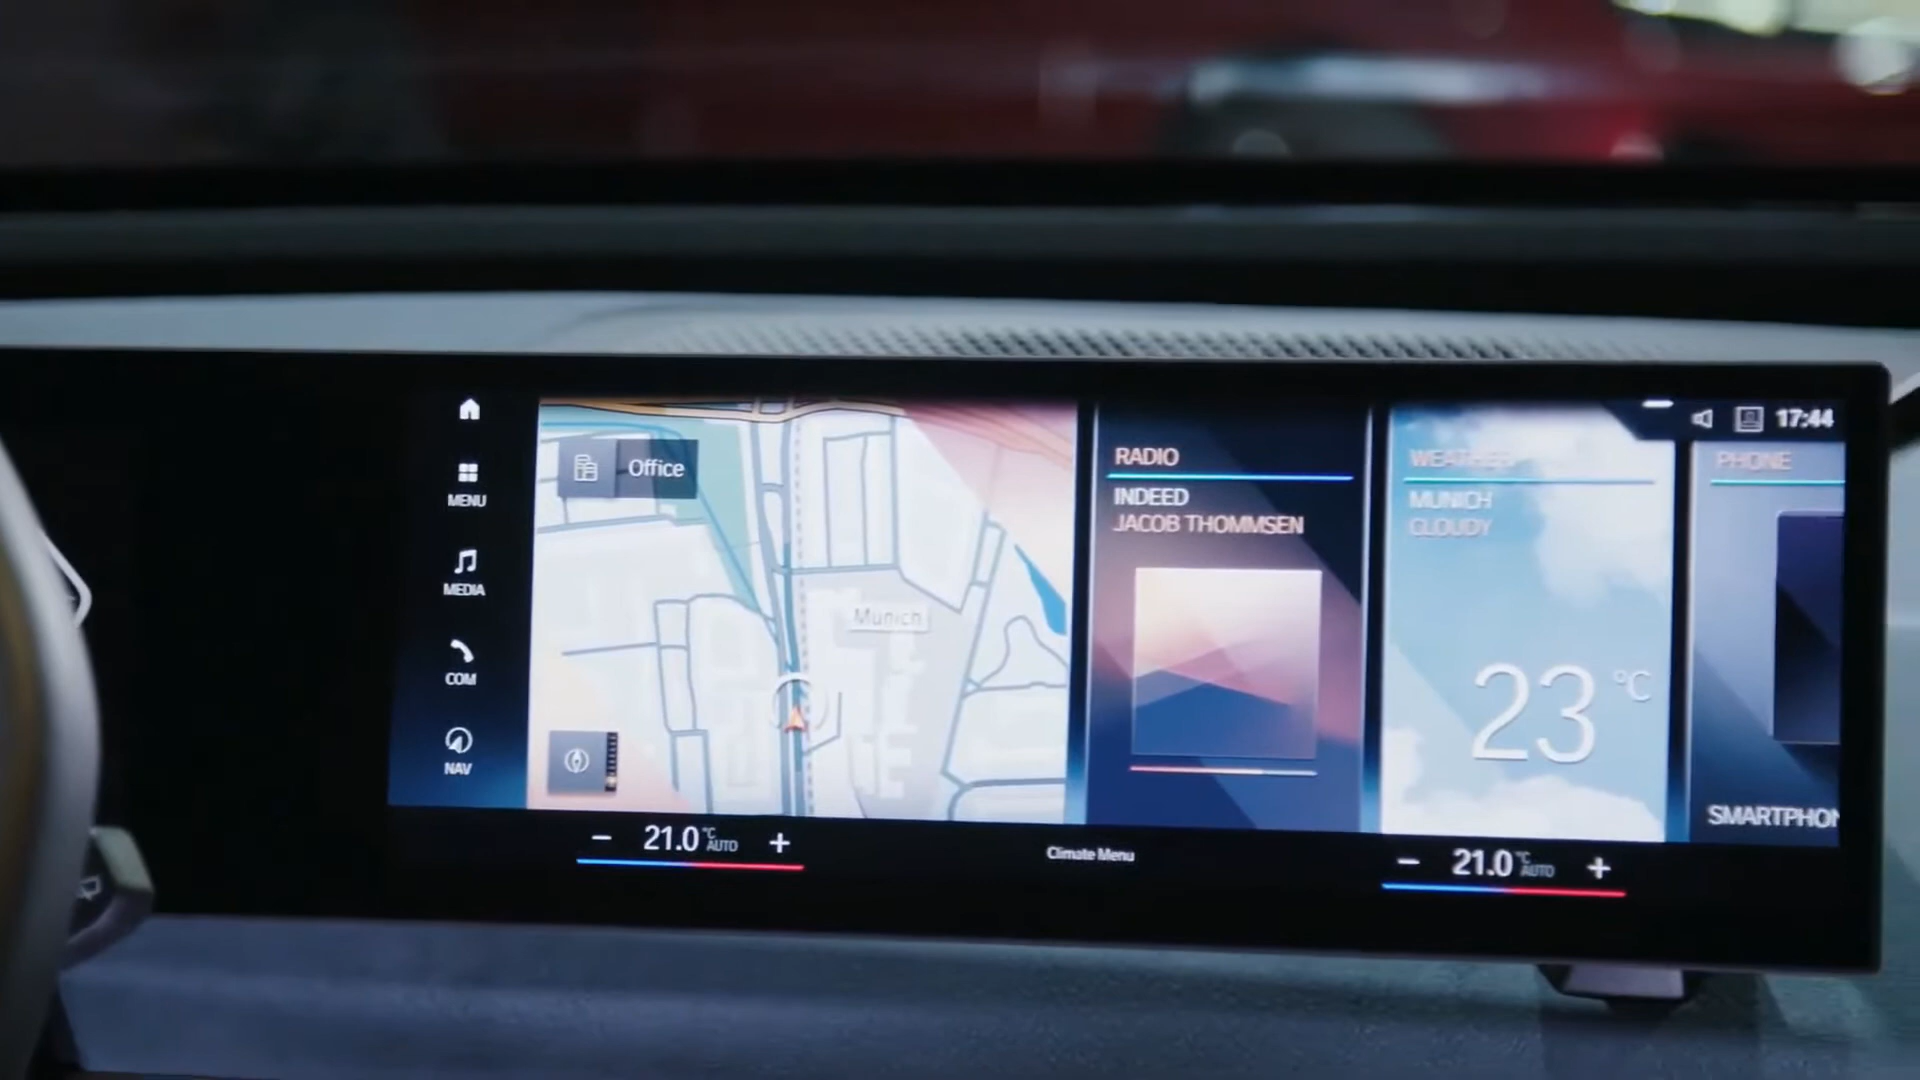 MENU
MEDIA
COM
NAV
Office
Munich
RADIO
INDEED
JACOB THOMMSEN
WEATHER
MUNICH
CLOUDY
23 °C
17:44
PHONE
SMARTPHON
− 21.0 °C AUTO +
Climate Menu
− 21.0 °C AUTO +